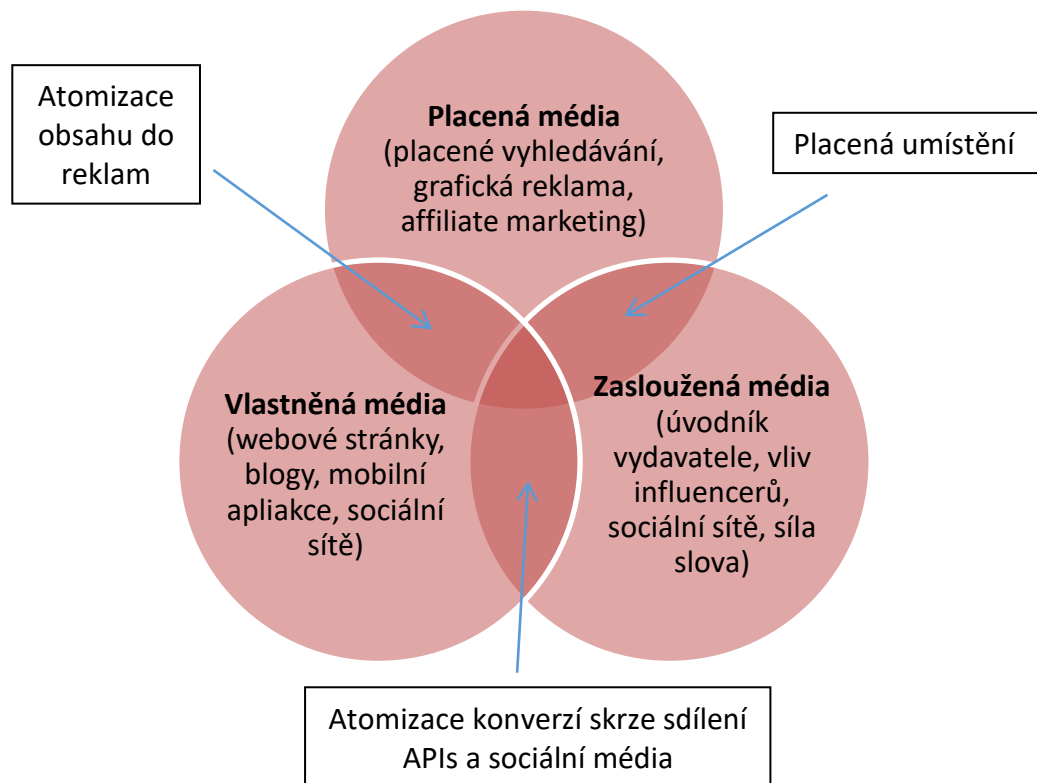 Atomizace
obsahu do
reklam
Placená média
(placené vyhledávání,
grafická reklama,
affiliate marketing)
Placená umístění
Vlastněná média
(webové stránky,
blogy, mobilní
apliakce, sociální
sítě)
Zasloužená média
(úvodník
vydavatele, vliv
influencerů,
sociální sítě, síla
slova)
Atomizace konverzí skrze sdílení
APIs a sociální média